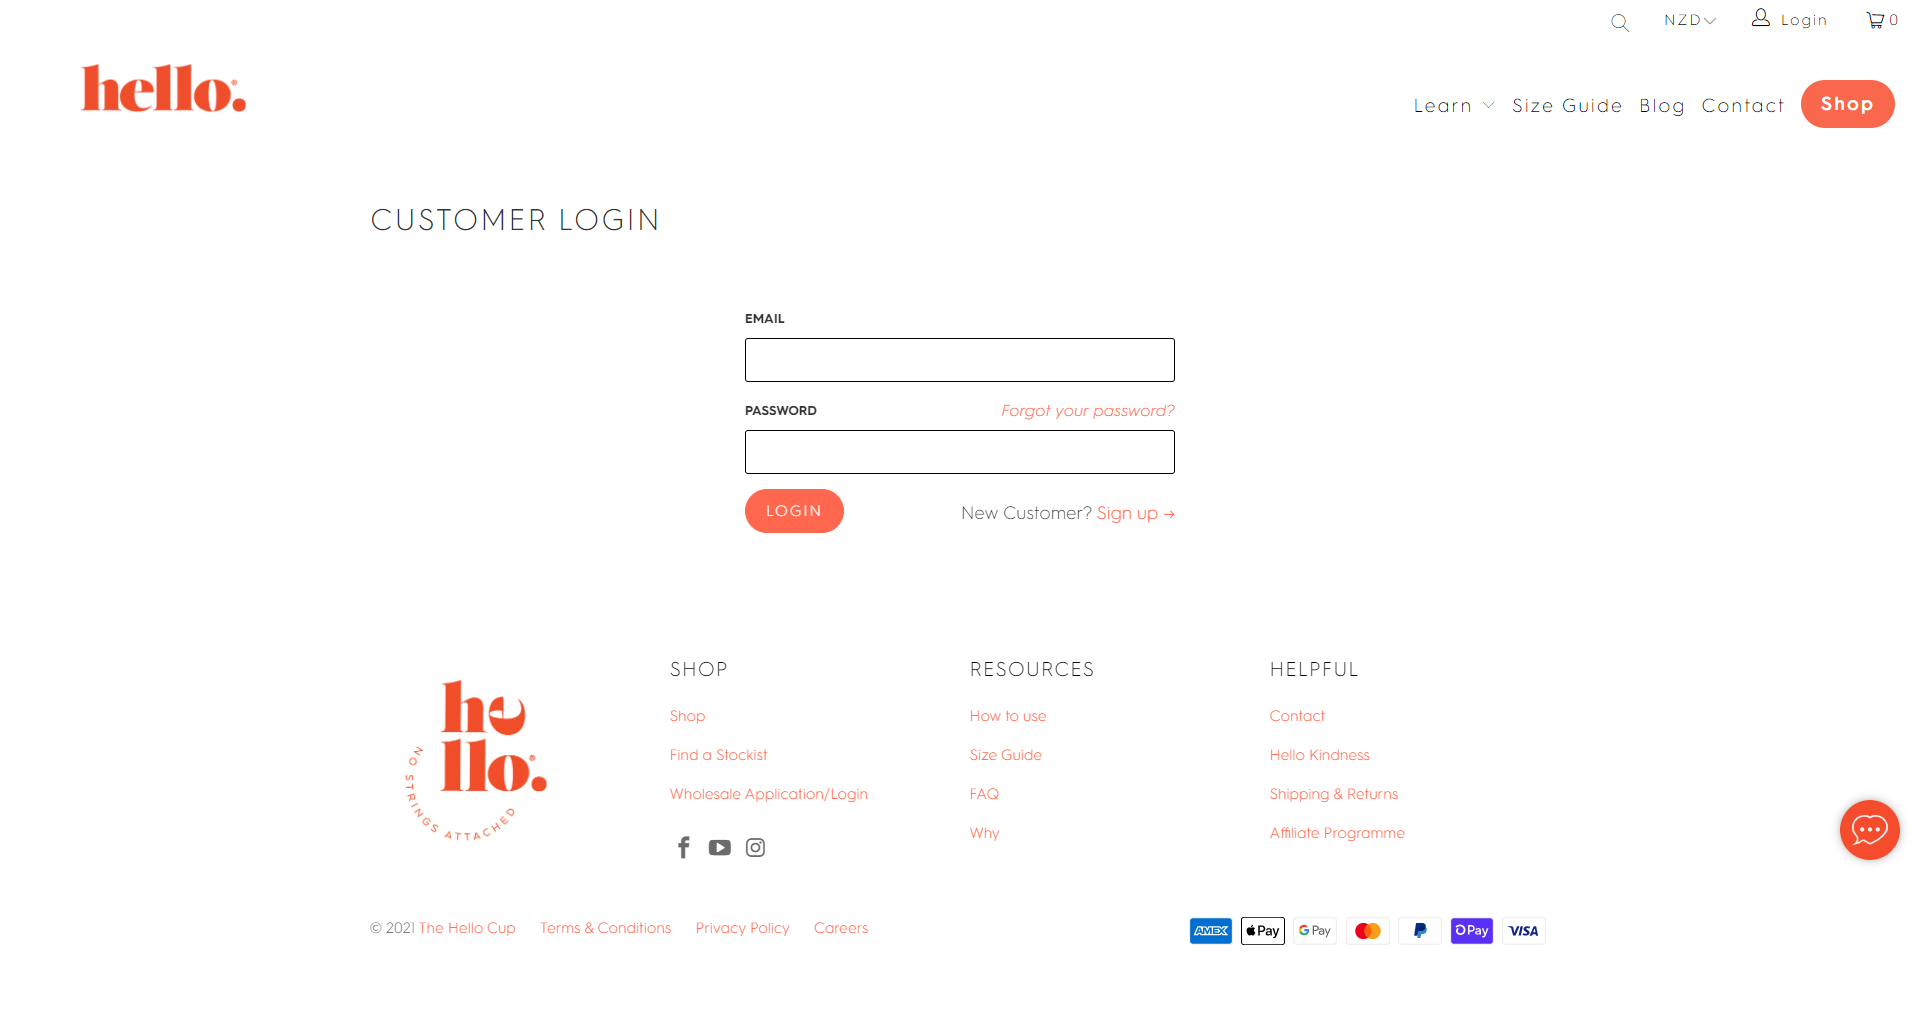 NZD
Login
0
hello.
Learn
Size Guide
Blog
Contact
Shop
CUSTOMER LOGIN
EMAIL
PASSWORD
Forgot your password?
LOGIN
New Customer? Sign up →
he
llo.
NO STRINGS ATTACHED
SHOP
Shop
Find a Stockist
Wholesale Application/Login
RESOURCES
How to use
Size Guide
FAQ
Why
HELPFUL
Contact
Hello Kindness
Shipping & Returns
Affiliate Programme
© 2021 The Hello Cup
Terms & Conditions
Privacy Policy
Careers
AMEX
Pay
G Pay
Pay
VISA